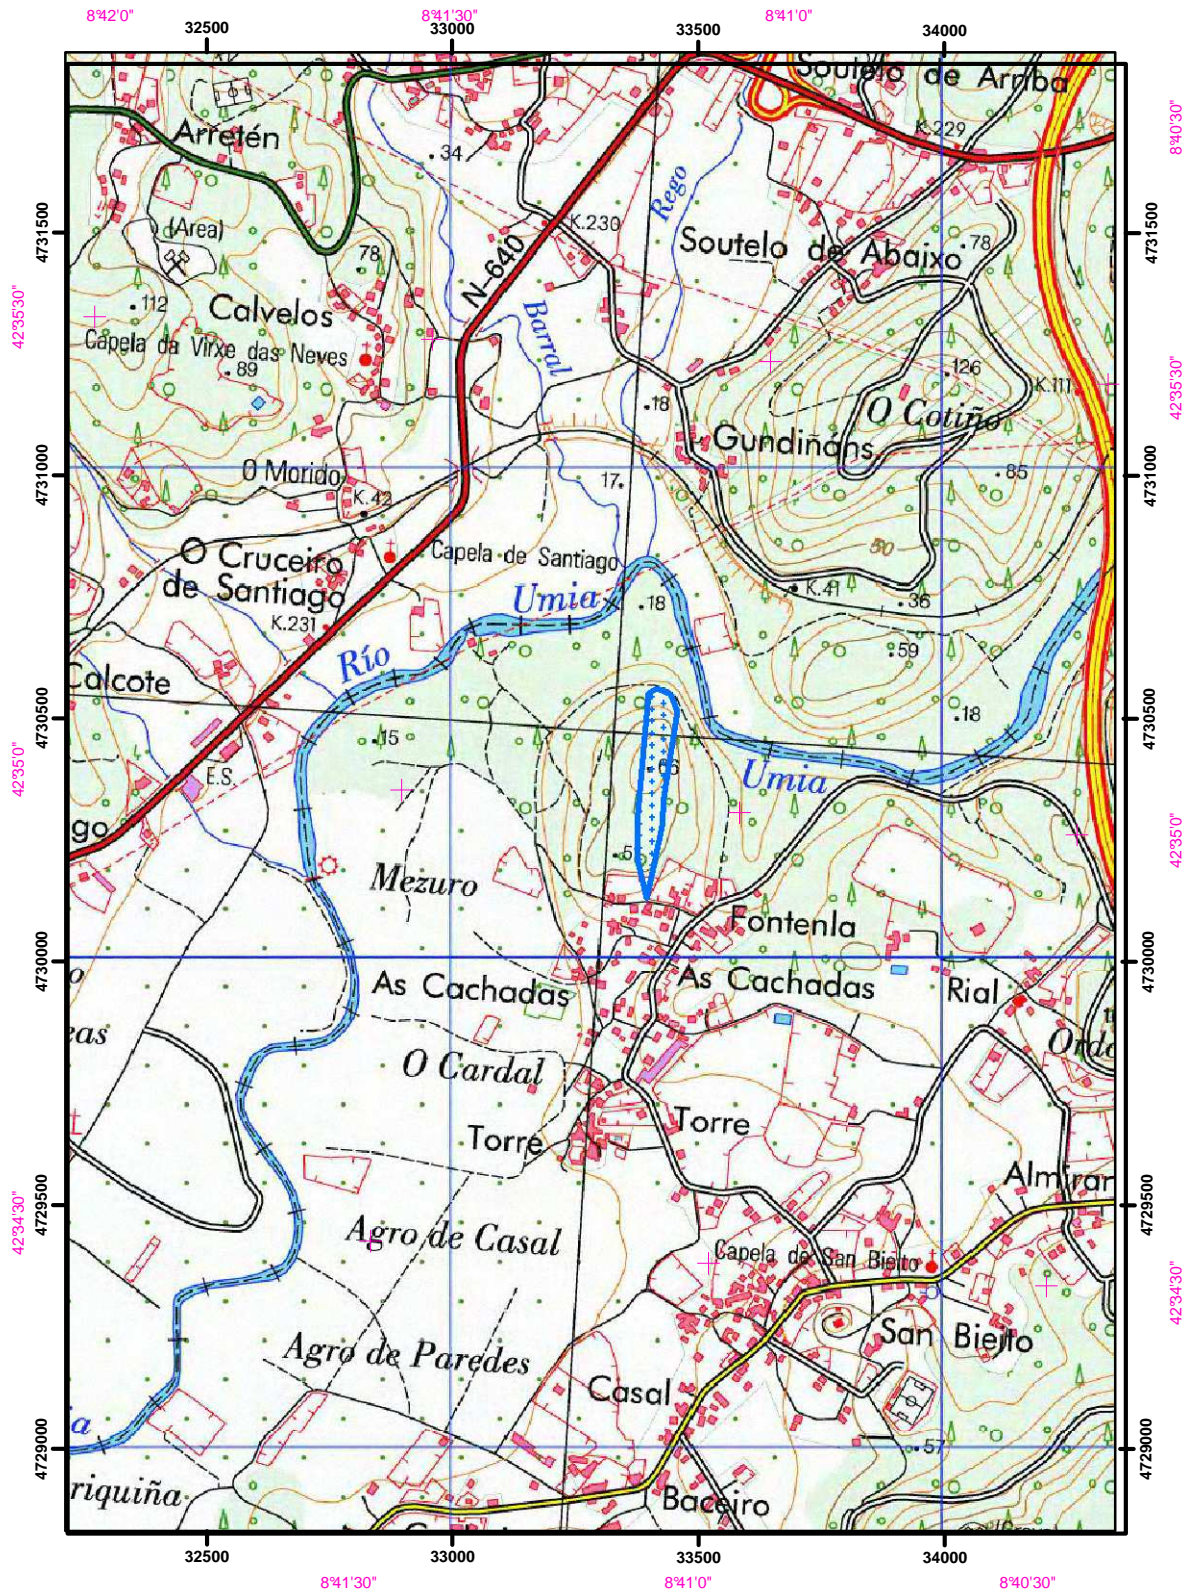 8°42'0" 8°41'30" 8°41'0"
32500 33000 33500 34000
Soutelo de Arriba
K.229
Arretén
34
8°40'30"
Rego
(Area)
K.230
4731500
78
Soutelo de Abaixo
78
4731500
N-640
112
Calvelos
Barral
42°35'30"
Capela da Virxe das Neves
89
126
K.111
42°35'30"
18
O Cotiño
Gundiñáns
4731000
O Morido
17
85
4731000
K.42
O Cruceiro
de Santiago
Capela de Santiago
50
Umia
18
K.41
36
K.231
Río
59
Calcote
4730500
18
4730500
15
66
Umia
E.S.
42°35'0"
go
42°35'0"
5
Mezuro
Fontenla
4730000
o
As Cachadas
As Cachadas
Rial
4730000
eas
O Cardal
Torre
Torre
Almiran
4729500
Agro de Casal
4729500
42°34'30"
Capela de San Bieito
42°34'30"
San Bieito
Agro de Paredes
Casal
ia
4729000
57
4729000
riquiña
Baceiro
32500 33000 33500 34000
8°41'30" 8°41'0" 8°40'30"